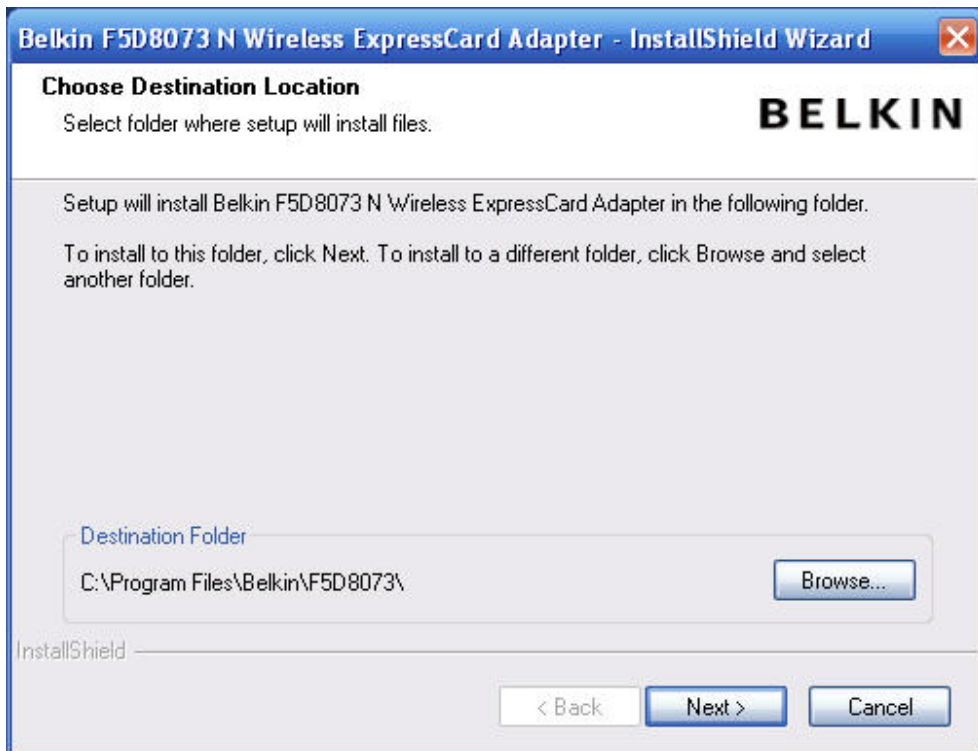 Belkin F5D8073 N Wireless ExpressCard Adapter - InstallShield Wizard
Choose Destination Location
Select folder where setup will install files.
BELKIN
Setup will install Belkin F5D8073 N Wireless ExpressCard Adapter in the following folder.
To install to this folder, click Next. To install to a different folder, click Browse and select
another folder.
Destination Folder
C:\Program Files\Belkin\F5D8073\
Browse...
InstallShield
< Back
Next >
Cancel